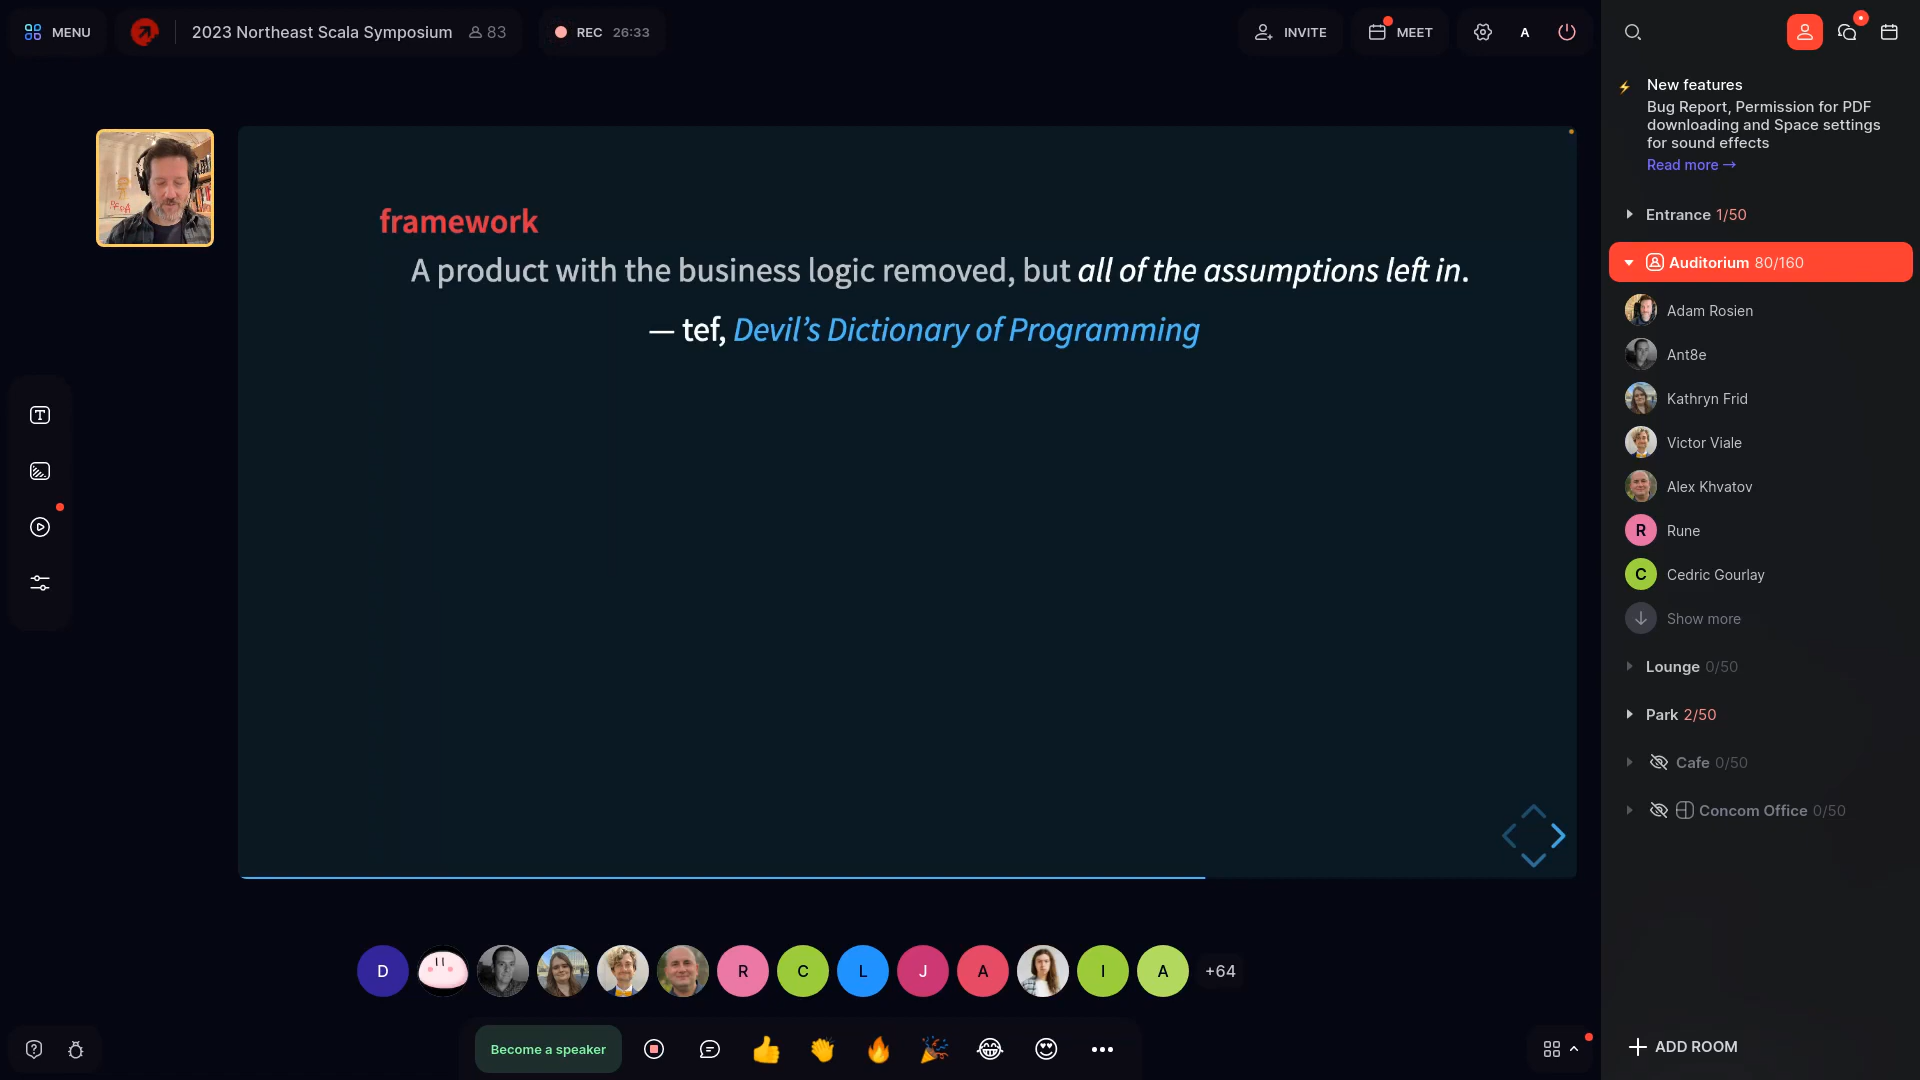 MENU
2023 Northeast Scala Symposium 83
REC 26:33
INVITE
MEET
A
New features
Bug Report, Permission for PDF
downloading and Space settings
for sound effects
Read more →
framework
A product with the business logic removed, but all of the assumptions left in.
— tef, Devil's Dictionary of Programming
Entrance 1/50
Auditorium 80/160
Adam Rosien
Ant8e
Kathryn Frid
Victor Viale
Alex Khvatov
R Rune
C Cedric Gourlay
Show more
Lounge 0/50
Park 2/50
Cafe 0/50
Concom Office 0/50
D R C L J A I A +64
Become a speaker
ADD ROOM